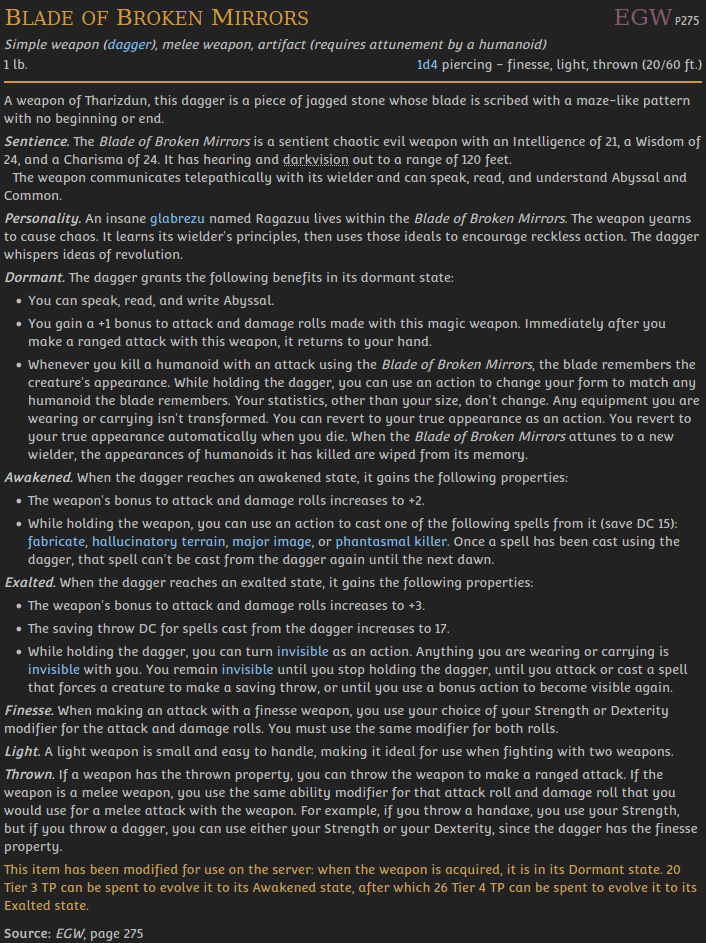 BLADE OF BROKEN MIRRORS EGW P275
Simple weapon (dagger), melee weapon, artifact (requires attunement by a humanoid)
1 lb. 1d4 piercing - finesse, light, thrown (20/60 ft.)
A weapon of Tharizdun, this dagger is a piece of jagged stone whose blade is scribed with a maze-like pattern
with no beginning or end.
Sentience. The Blade of Broken Mirrors is a sentient chaotic evil weapon with an Intelligence of 21, a Wisdom of
24, and a Charisma of 24. It has hearing and darkvision out to a range of 120 feet.
The weapon communicates telepathically with its wielder and can speak, read, and understand Abyssal and
Common.
Personality. An insane glabrezu named Ragazuu lives within the Blade of Broken Mirrors. The weapon yearns
to cause chaos. It learns its wielder's principles, then uses those ideals to encourage reckless action. The dagger
whispers ideas of revolution.
Dormant. The dagger grants the following benefits in its dormant state:
• You can speak, read, and write Abyssal.
• You gain a +1 bonus to attack and damage rolls made with this magic weapon. Immediately after you
make a ranged attack with this weapon, it returns to your hand.
• Whenever you kill a humanoid with an attack using the Blade of Broken Mirrors, the blade remembers the
creature's appearance. While holding the dagger, you can use an action to change your form to match any
humanoid the blade remembers. Your statistics, other than your size, don't change. Any equipment you are
wearing or carrying isn't transformed. You can revert to your true appearance as an action. You revert to
your true appearance automatically when you die. When the Blade of Broken Mirrors attunes to a new
wielder, the appearances of humanoids it has killed are wiped from its memory.
Awakened. When the dagger reaches an awakened state, it gains the following properties:
• The weapon's bonus to attack and damage rolls increases to +2.
• While holding the weapon, you can use an action to cast one of the following spells from it (save DC 15):
fabricate, hallucinatory terrain, major image, or phantasmal killer. Once a spell has been cast using the
dagger, that spell can't be cast from the dagger again until the next dawn.
Exalted. When the dagger reaches an exalted state, it gains the following properties:
• The weapon's bonus to attack and damage rolls increases to +3.
• The saving throw DC for spells cast from the dagger increases to 17.
• While holding the dagger, you can turn invisible as an action. Anything you are wearing or carrying is
invisible with you. You remain invisible until you stop holding the dagger, until you attack or cast a spell
that forces a creature to make a saving throw, or until you use a bonus action to become visible again.
Finesse. When making an attack with a finesse weapon, you use your choice of your Strength or Dexterity
modifier for the attack and damage rolls. You must use the same modifier for both rolls.
Light. A light weapon is small and easy to handle, making it ideal for use when fighting with two weapons.
Thrown. If a weapon has the thrown property, you can throw the weapon to make a ranged attack. If the
weapon is a melee weapon, you use the same ability modifier for that attack roll and damage roll that you
would use for a melee attack with the weapon. For example, if you throw a handaxe, you use your Strength,
but if you throw a dagger, you can use either your Strength or your Dexterity, since the dagger has the finesse
property.
This item has been modified for use on the server: when the weapon is acquired, it is in its Dormant state. 20
Tier 3 TP can be spent to evolve it to its Awakened state, after which 26 Tier 4 TP can be spent to evolve it to its
Exalted state.
Source: EGW, page 275